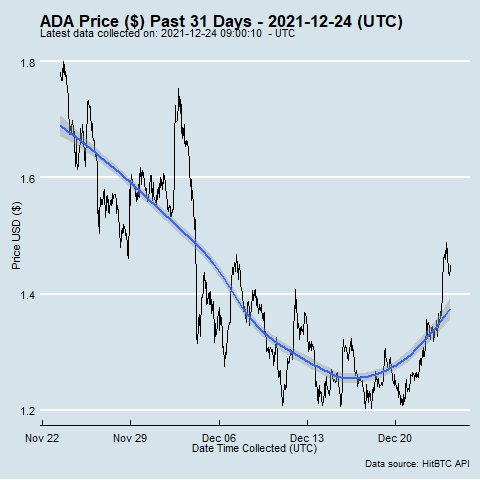 ADA Price ($) Past 31 Days - 2021-12-24 (UTC)
Latest data collected on: 2021-12-24 09:00:10  - UTC
1.8
1.6
1.4
1.2
Price USD ($)
Nov 22
Nov 29
Dec 06
Dec 13
Dec 20
Date Time Collected (UTC)
Data source: HitBTC API